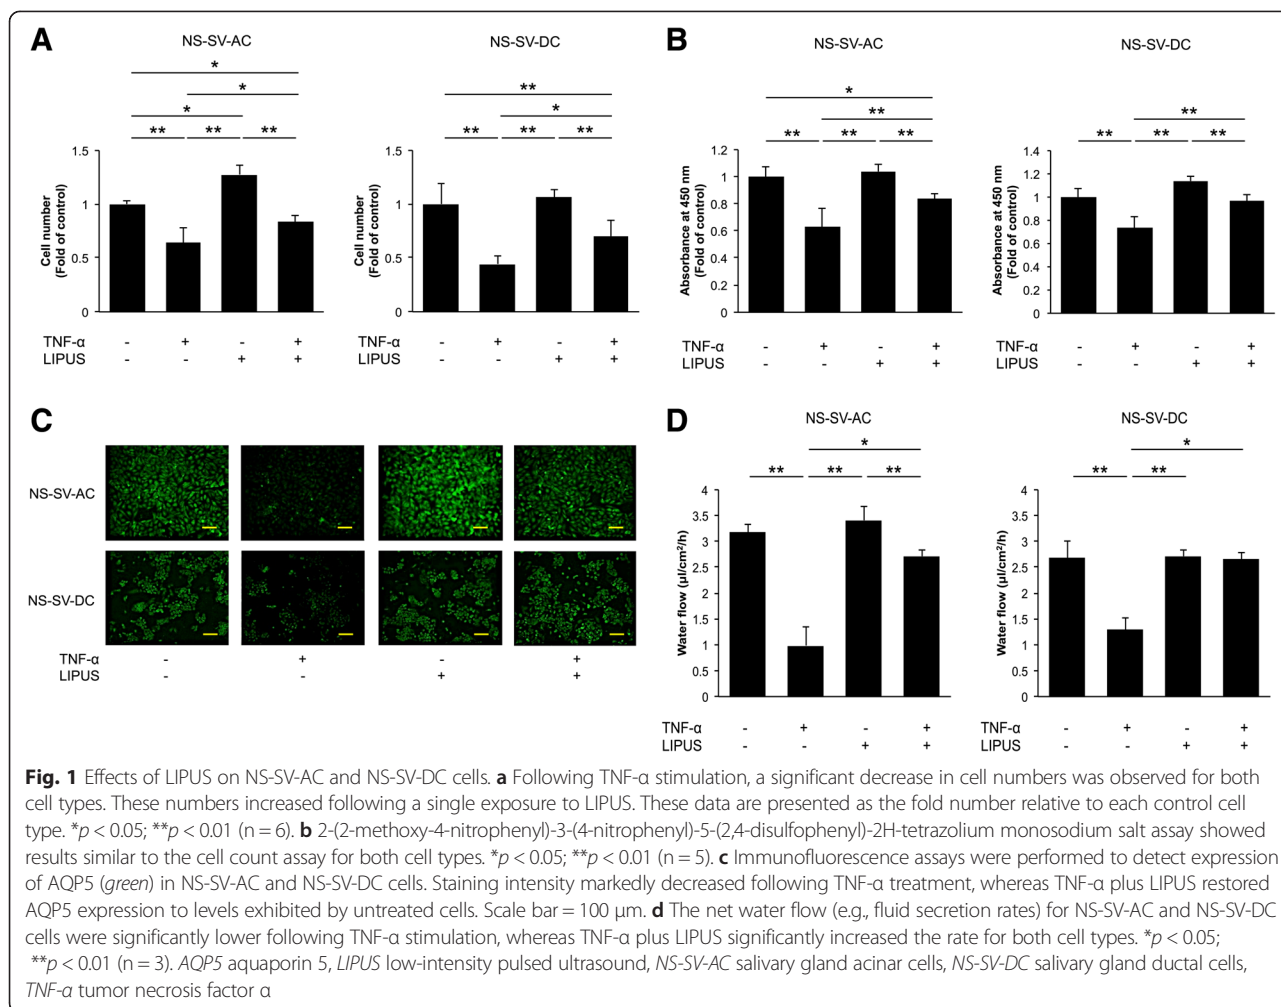 A
NS-SV-AC
NS-SV-DC
*
*
*
** ** **
**
*
** ** **
Cell number
(Fold of control)
1.5
1
0.5
0
Cell number
(Fold of control)
1.5
1
0.5
0
TNF-α - + - + - + - +
LIPUS - - + + - - + +
B
NS-SV-AC
NS-SV-DC
*
**
** ** **
**
** ** **
Absorbance at 450 nm
(Fold of control)
1.2
1
0.8
0.6
0.4
0.2
0
Absorbance at 450 nm
(Fold of control)
1.4
1.2
1
0.8
0.6
0.4
0.2
0
TNF-α - + - + - + - +
LIPUS - - + + - - + +
C
NS-SV-AC
NS-SV-DC
TNF-α - + - +
LIPUS - - + +
D
NS-SV-AC
NS-SV-DC
*
** ** **
*
** **
Water flow (µl/cm²/h)
4
3.5
3
2.5
2
1.5
1
0.5
0
Water flow (µl/cm²/h)
4
3.5
3
2.5
2
1.5
1
0.5
0
TNF-α - + - + - + - +
LIPUS - - + + - - + +
Fig. 1 Effects of LIPUS on NS-SV-AC and NS-SV-DC cells. a Following TNF-α stimulation, a significant decrease in cell numbers was observed for both
cell types. These numbers increased following a single exposure to LIPUS. These data are presented as the fold number relative to each control cell
type. *p < 0.05; **p < 0.01 (n = 6). b 2-(2-methoxy-4-nitrophenyl)-3-(4-nitrophenyl)-5-(2,4-disulfophenyl)-2H-tetrazolium monosodium salt assay showed
results similar to the cell count assay for both cell types. *p < 0.05; **p < 0.01 (n = 5). c Immunofluorescence assays were performed to detect expression
of AQP5 (green) in NS-SV-AC and NS-SV-DC cells. Staining intensity markedly decreased following TNF-α treatment, whereas TNF-α plus LIPUS restored
AQP5 expression to levels exhibited by untreated cells. Scale bar = 100 µm. d The net water flow (e.g., fluid secretion rates) for NS-SV-AC and NS-SV-DC
cells were significantly lower following TNF-α stimulation, whereas TNF-α plus LIPUS significantly increased the rate for both cell types. *p < 0.05;
**p < 0.01 (n = 3). AQP5 aquaporin 5, LIPUS low-intensity pulsed ultrasound, NS-SV-AC salivary gland acinar cells, NS-SV-DC salivary gland ductal cells,
TNF-α tumor necrosis factor α